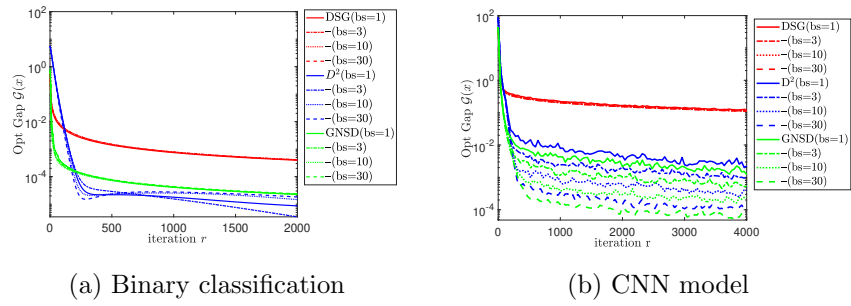 10^2
10^0
10^-2
10^-4
Opt Gap G(x)
0
500
1000
1500
2000
iteration r
DSG(bs=1)
–(bs=3)
–(bs=10)
–(bs=30)
D^2(bs=1)
–(bs=3)
–(bs=10)
–(bs=30)
GNSD(bs=1)
–(bs=3)
–(bs=10)
–(bs=30)
(a) Binary classification
10^2
10^0
10^-2
10^-4
Opt Gap G(x)
0
1000
2000
3000
4000
iteration r
DSG(bs=1)
–(bs=3)
–(bs=10)
–(bs=30)
D^2(bs=1)
–(bs=3)
–(bs=10)
–(bs=30)
GNSD(bs=1)
–(bs=3)
–(bs=10)
–(bs=30)
(b) CNN model